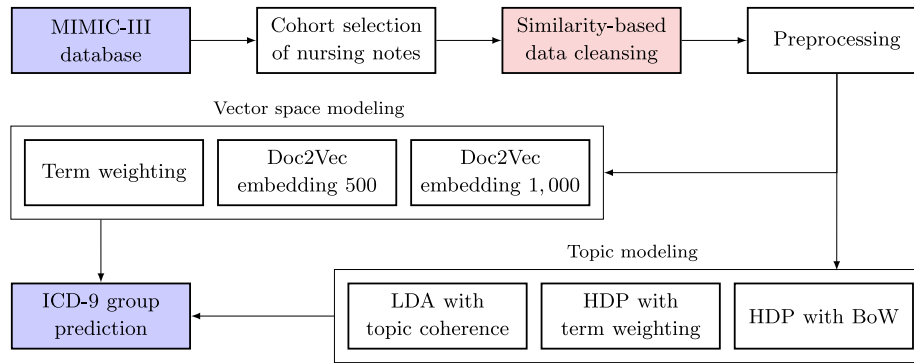 MIMIC-III
database
Cohort selection
of nursing notes
Similarity-based
data cleansing
Preprocessing
Vector space modeling
Term weighting
Doc2Vec
embedding 500
Doc2Vec
embedding 1, 000
Topic modeling
ICD-9 group
prediction
LDA with
topic coherence
HDP with
term weighting
HDP with BoW